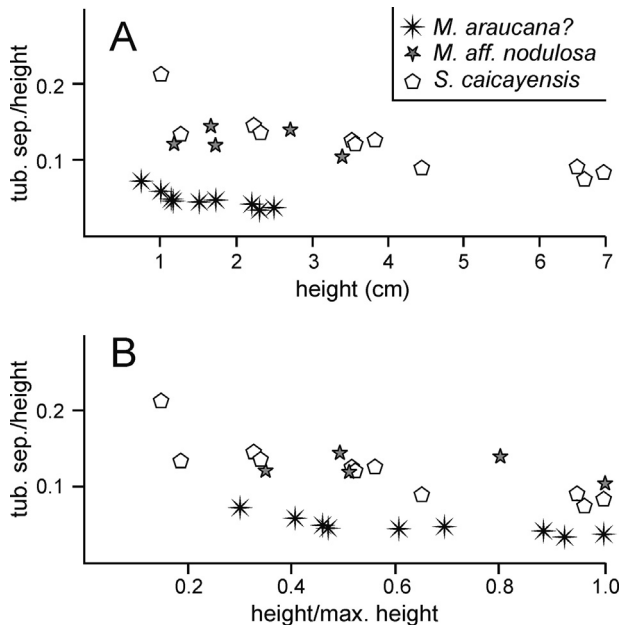 A
M. araucana?
M. aff. nodulosa
S. caicayensis
tub. sep./height
0.2
0.1
1 2 3 4 5 6 7
height (cm)
B
tub. sep./height
0.2
0.1
0.2 0.4 0.6 0.8 1.0
height/max. height